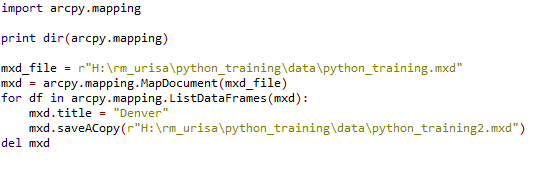 import arcpy.mapping
print dir(arcpy.mapping)
mxd_file = r"H:\rm_urisa\python_training\data\python_training.mxd"
mxd = arcpy.mapping.MapDocument(mxd_file)
for df in arcpy.mapping.ListDataFrames(mxd):
    mxd.title = "Denver"
    mxd.saveACopy(r"H:\rm_urisa\python_training\data\python_training2.mxd")
del mxd